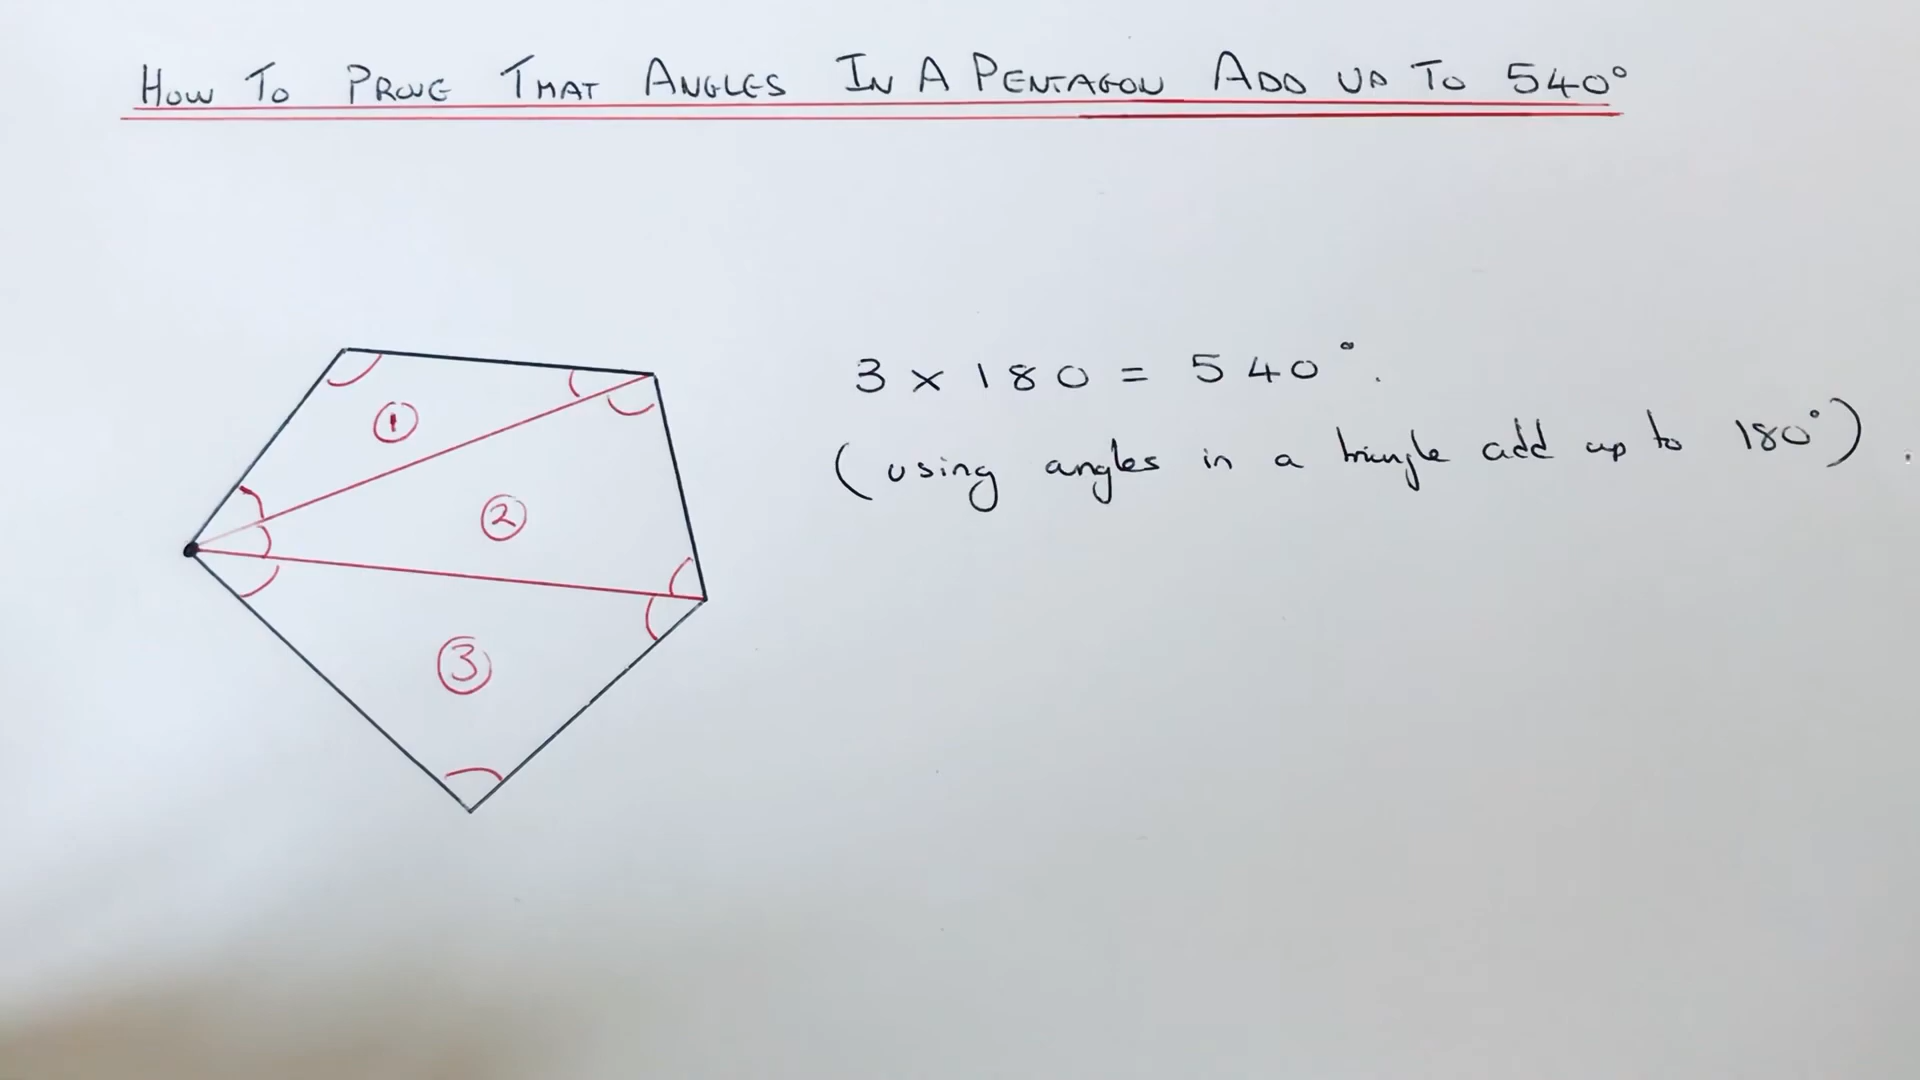 HOW TO PROVE THAT ANGLES IN A PENTAGON ADD UP TO 540°
①
②
③
3 × 180 = 540°.
(using angles in a triangle add up to 180°).